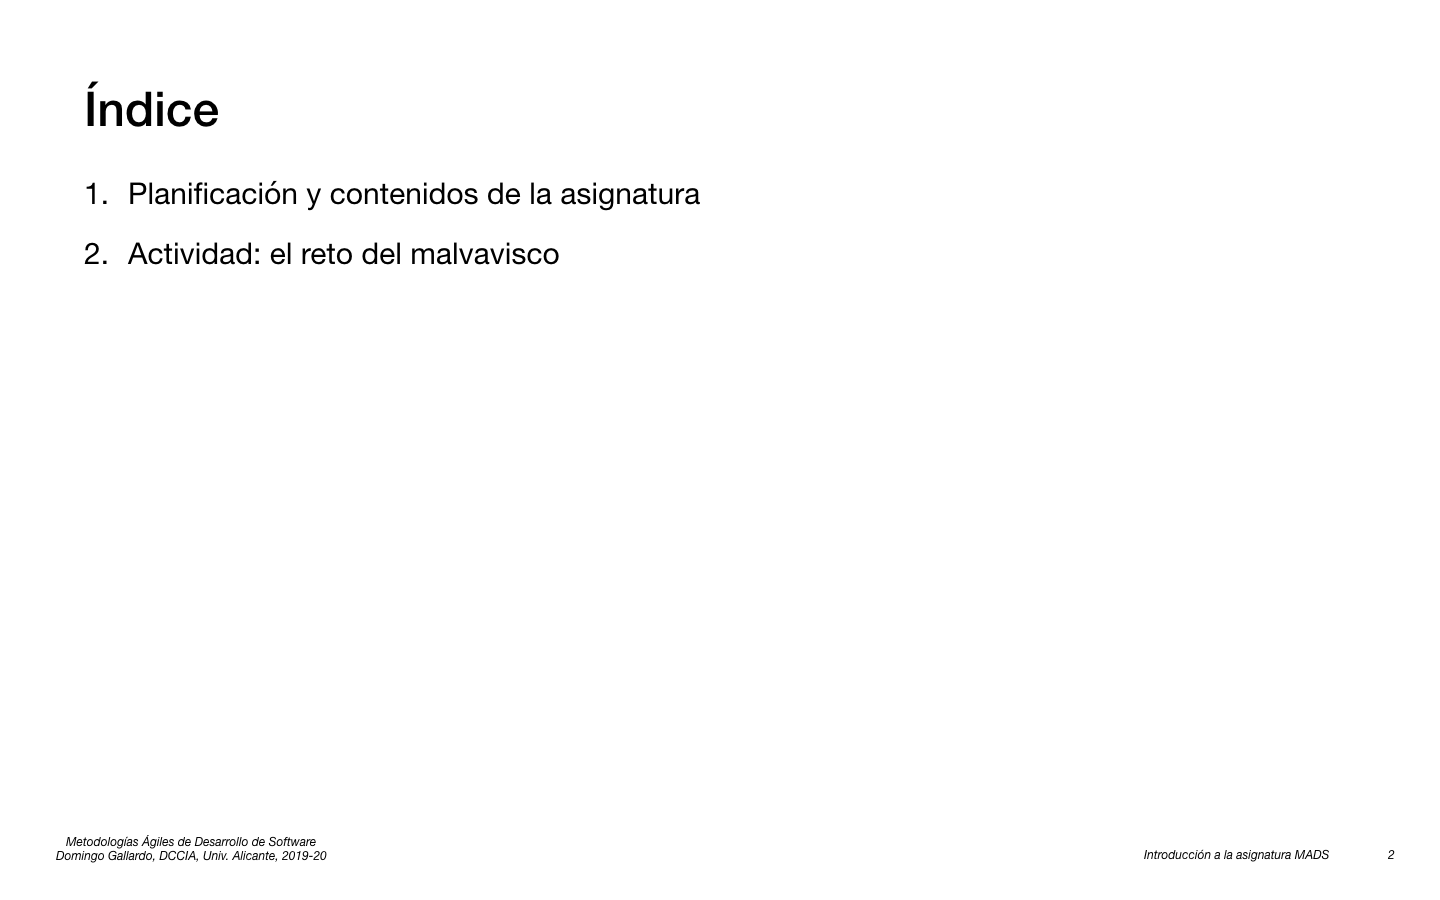 Índice
1. Planificación y contenidos de la asignatura
2. Actividad: el reto del malvavisco
Metodologías Ágiles de Desarrollo de Software
Domingo Gallardo, DCCIA, Univ. Alicante, 2019-20
Introducción a la asignatura MADS 2